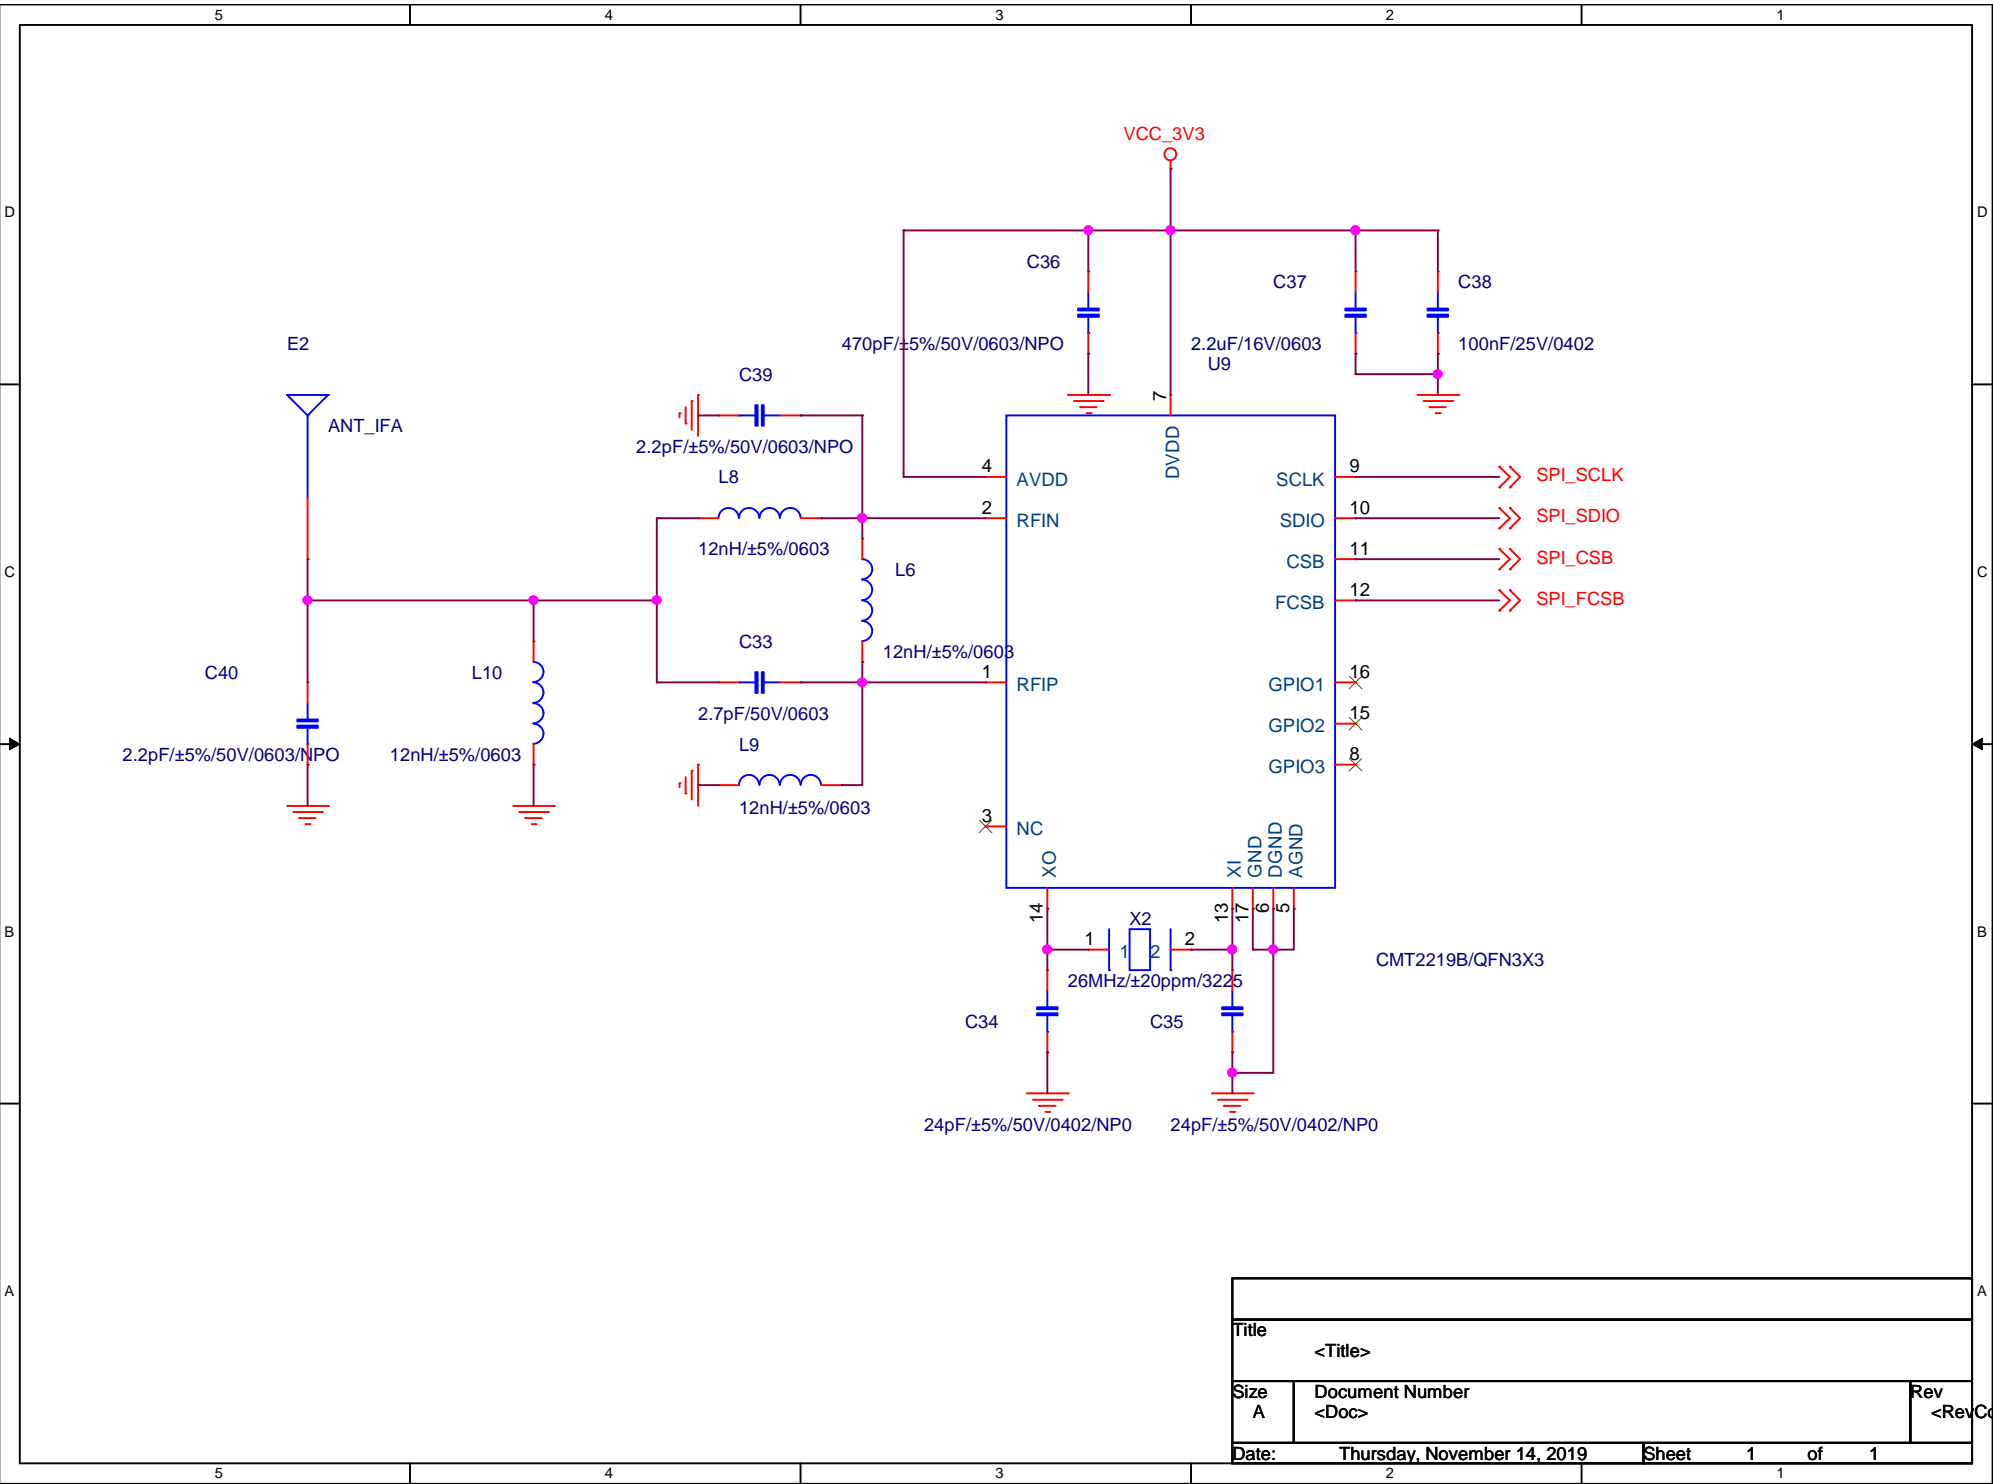 5 4 3 2 1
VCC_3V3
D D
C36
C37 C38
E2
470pF/±5%/50V/0603/NPO 2.2uF/16V/0603 100nF/25V/0402
U9
C39
7
ANT_IFA
2.2pF/±5%/50V/0603/NPO
DVDD
L8
4 AVDD SCLK 9 SPI_SCLK
2 RFIN SDIO 10 SPI_SDIO
12nH/±5%/0603
CSB 11 SPI_CSB
C L6 C
FCSB 12 SPI_FCSB
C33
12nH/±5%/0603
C40 L10
1 RFIP GPIO1 16
2.7pF/50V/0603
GPIO2 15
L9
2.2pF/±5%/50V/0603/NPO 12nH/±5%/0603
GPIO3 8
12nH/±5%/0603
3 NC
XO XI GND DGND AGND
14 13 17 6 5
X2
B B
1 1 2 2
CMT2219B/QFN3X3
26MHz/±20ppm/3225
C34 C35
24pF/±5%/50V/0402/NP0 24pF/±5%/50V/0402/NP0
A A
Title
<Title>
Size Document Number Rev
A <Doc> <RevCo
Date: Thursday, November 14, 2019 Sheet 1 of 1
5 4 3 2 1